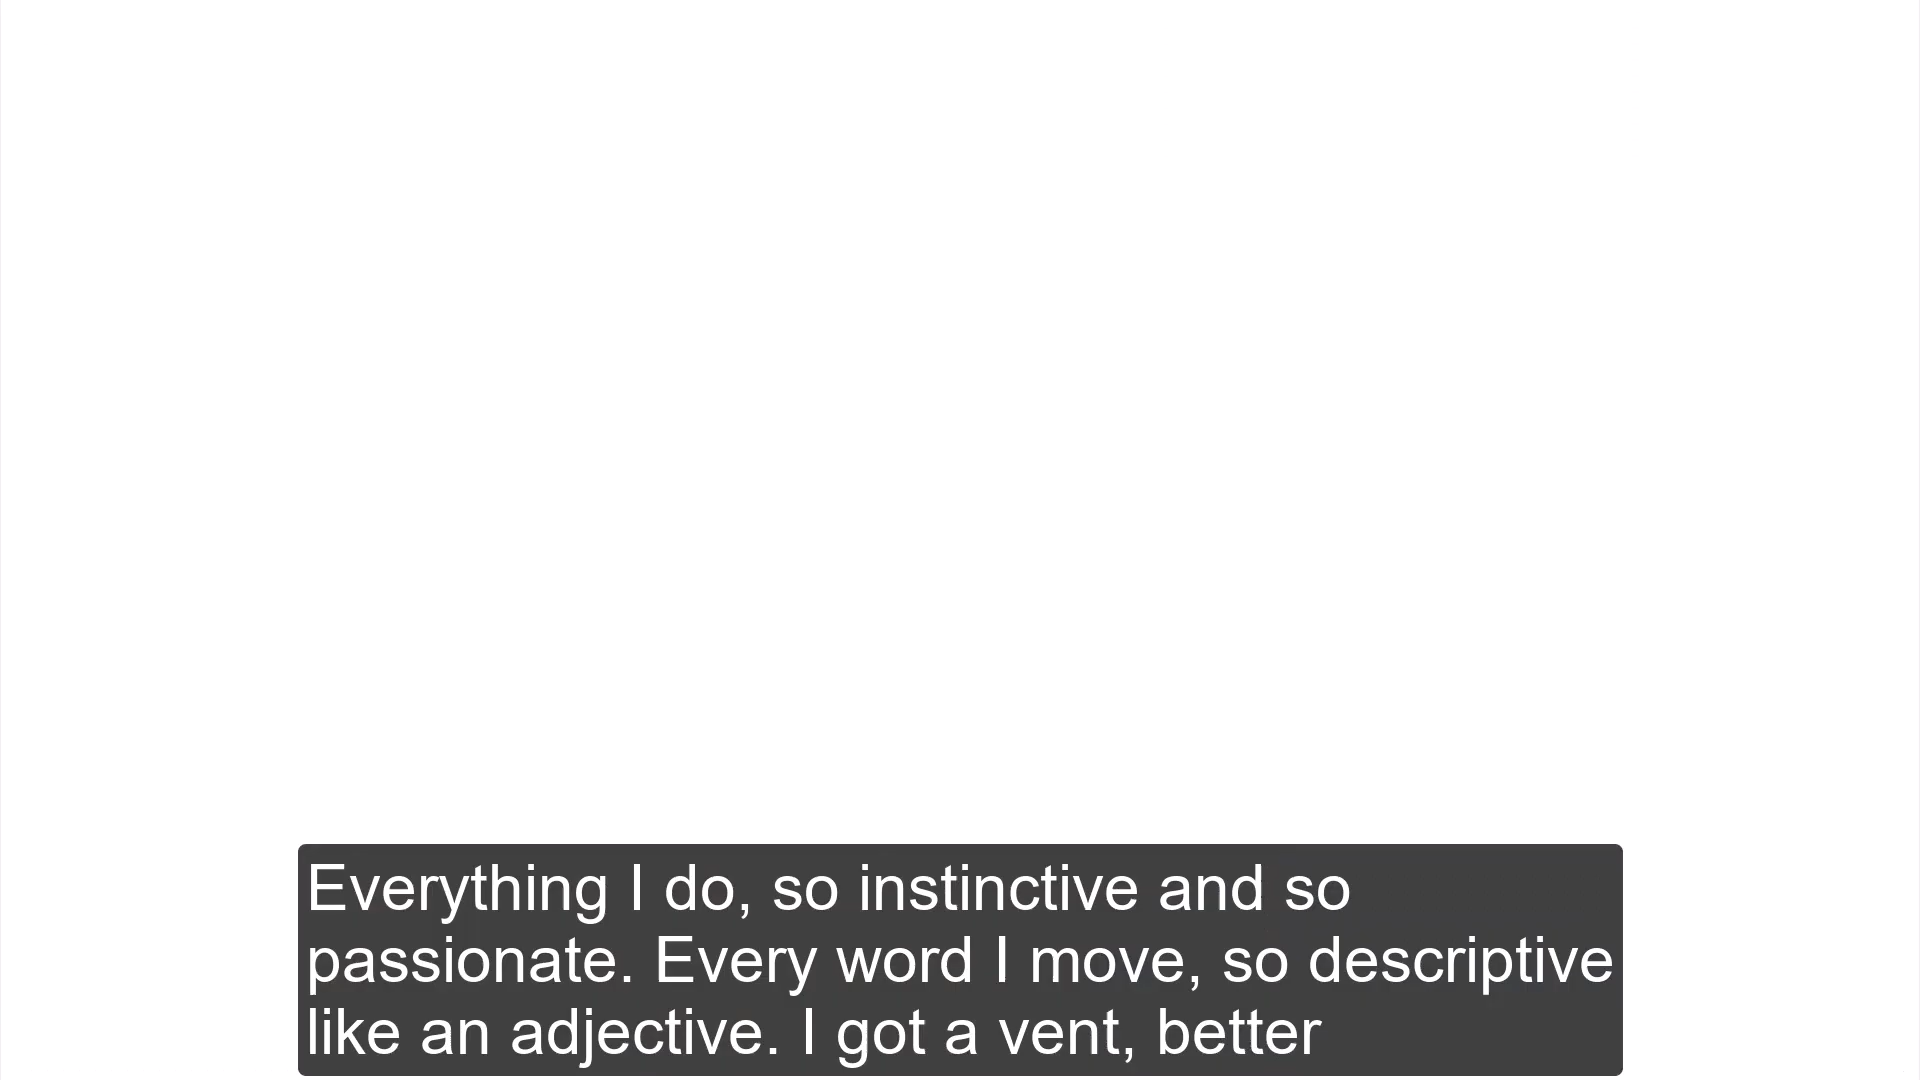 Everything I do, so instinctive and so
passionate. Every word I move, so descriptive
like an adjective. I got a vent, better